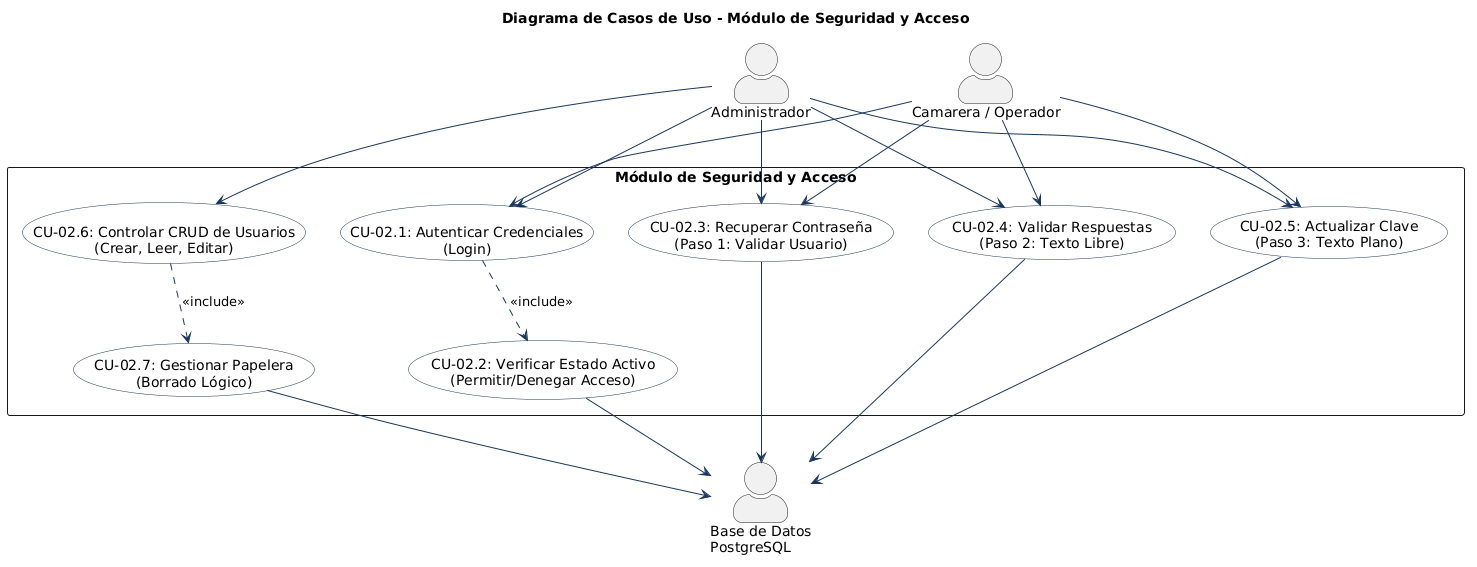 Diagrama de Casos de Uso - Módulo de Seguridad y Acceso
Administrador
Camarera / Operador
Módulo de Seguridad y Acceso
CU-02.6: Controlar CRUD de Usuarios
(Crear, Leer, Editar)
CU-02.1: Autenticar Credenciales
(Login)
CU-02.3: Recuperar Contraseña
(Paso 1: Validar Usuario)
CU-02.4: Validar Respuestas
(Paso 2: Texto Libre)
CU-02.5: Actualizar Clave
(Paso 3: Texto Plano)
«include»
«include»
CU-02.7: Gestionar Papelera
(Borrado Lógico)
CU-02.2: Verificar Estado Activo
(Permitir/Denegar Acceso)
Base de Datos
PostgreSQL